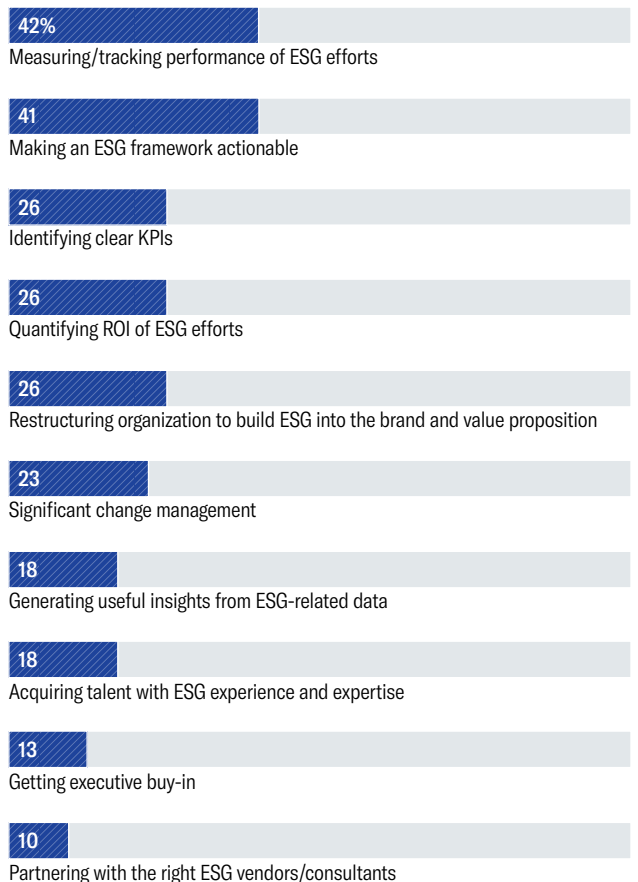 42%
Measuring/tracking performance of ESG efforts
41
Making an ESG framework actionable
26
Identifying clear KPIs
26
Quantifying ROI of ESG efforts
26
Restructuring organization to build ESG into the brand and value proposition
23
Significant change management
18
Generating useful insights from ESG-related data
18
Acquiring talent with ESG experience and expertise
13
Getting executive buy-in
10
Partnering with the right ESG vendors/consultants